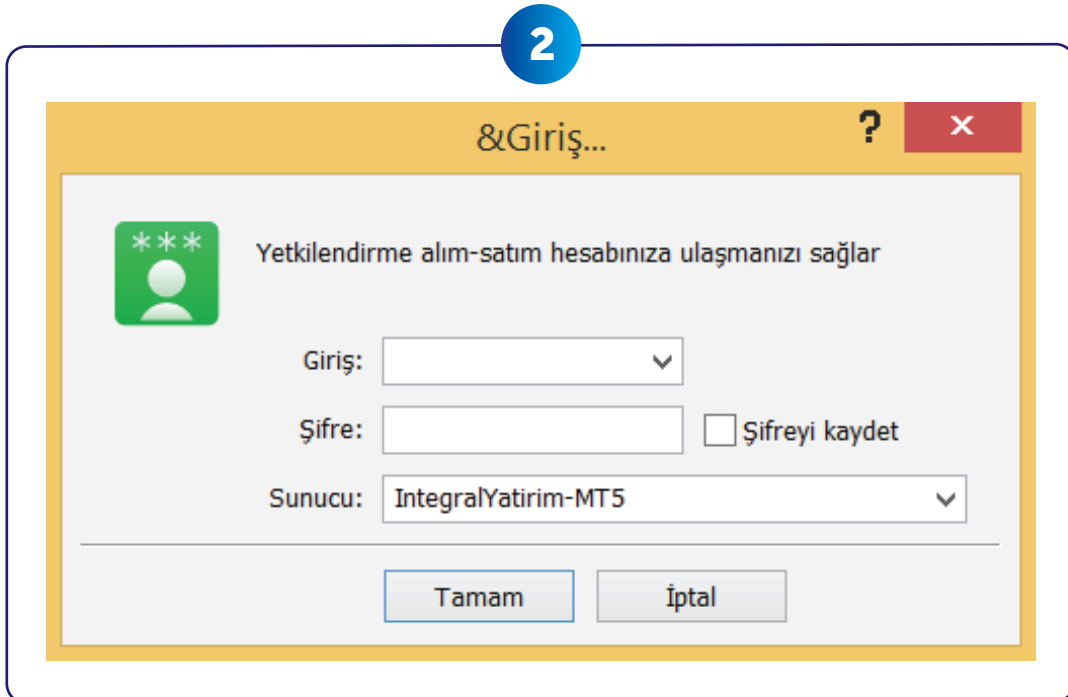 2
&Giriş...
?
***
Yetkilendirme alım-satım hesabınıza ulaşmanızı sağlar
Giriş:
Şifre:
Şifreyi kaydet
Sunucu: IntegralYatirim-MT5
Tamam
İptal